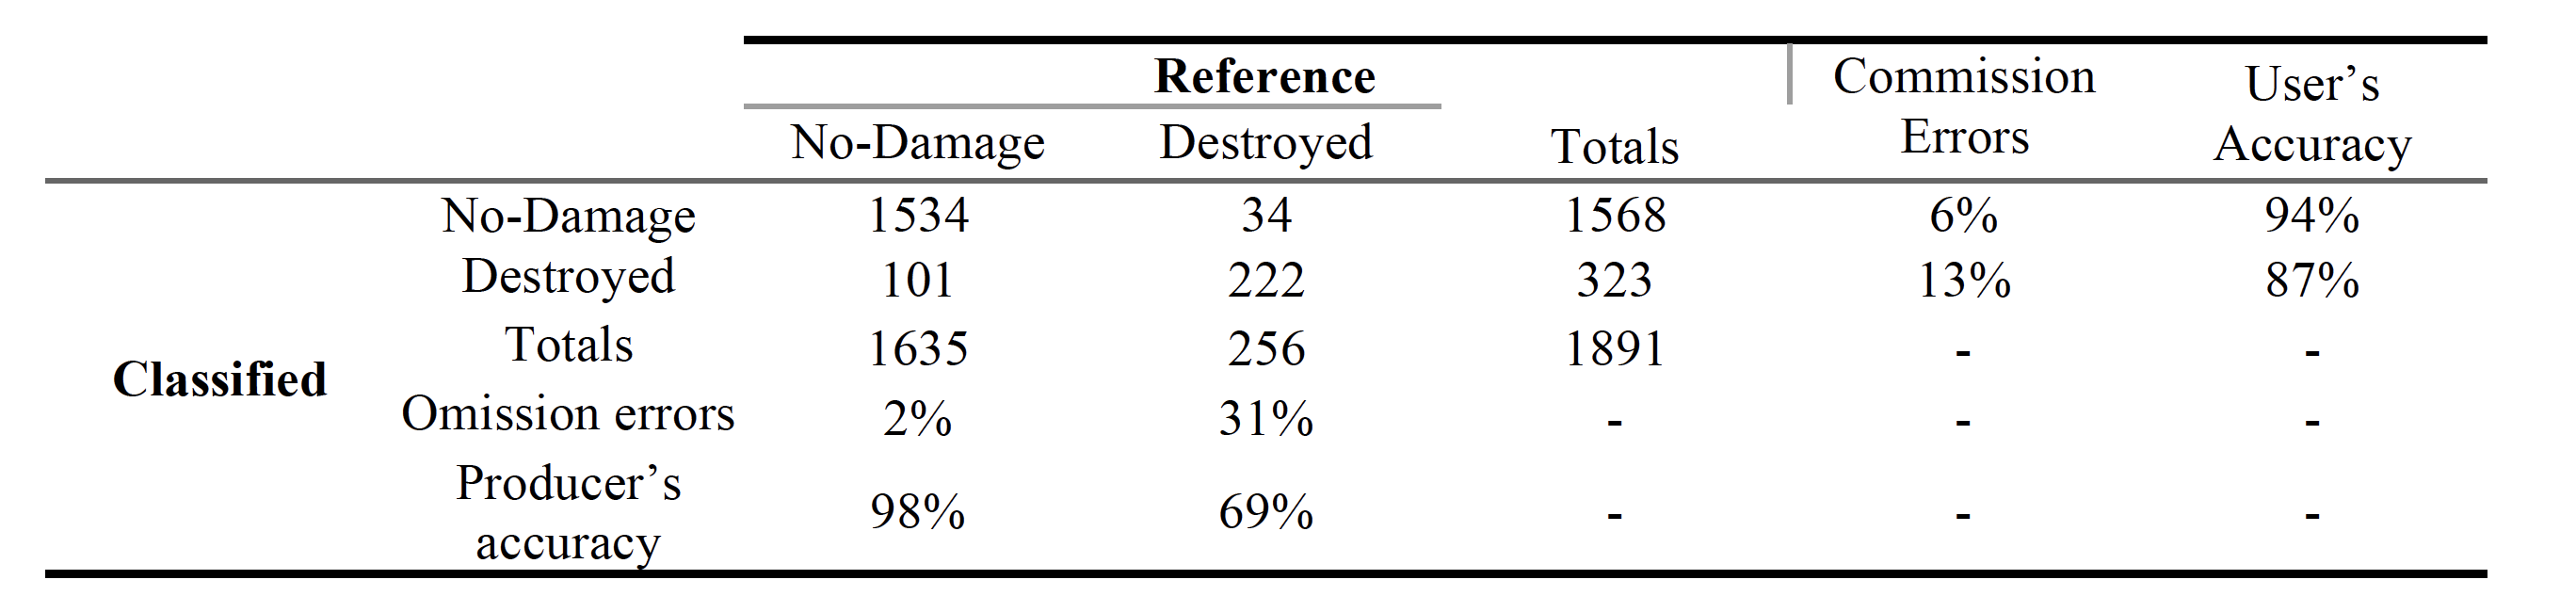 Reference Commission User's
No-Damage Destroyed Totals Errors Accuracy
No-Damage 1534 34 1568 6% 94%
Destroyed 101 222 323 13% 87%
Totals 1635 256 1891 - -
Classified
Omission errors 2% 31% - - -
Producer’s
accuracy 98% 69% - - -